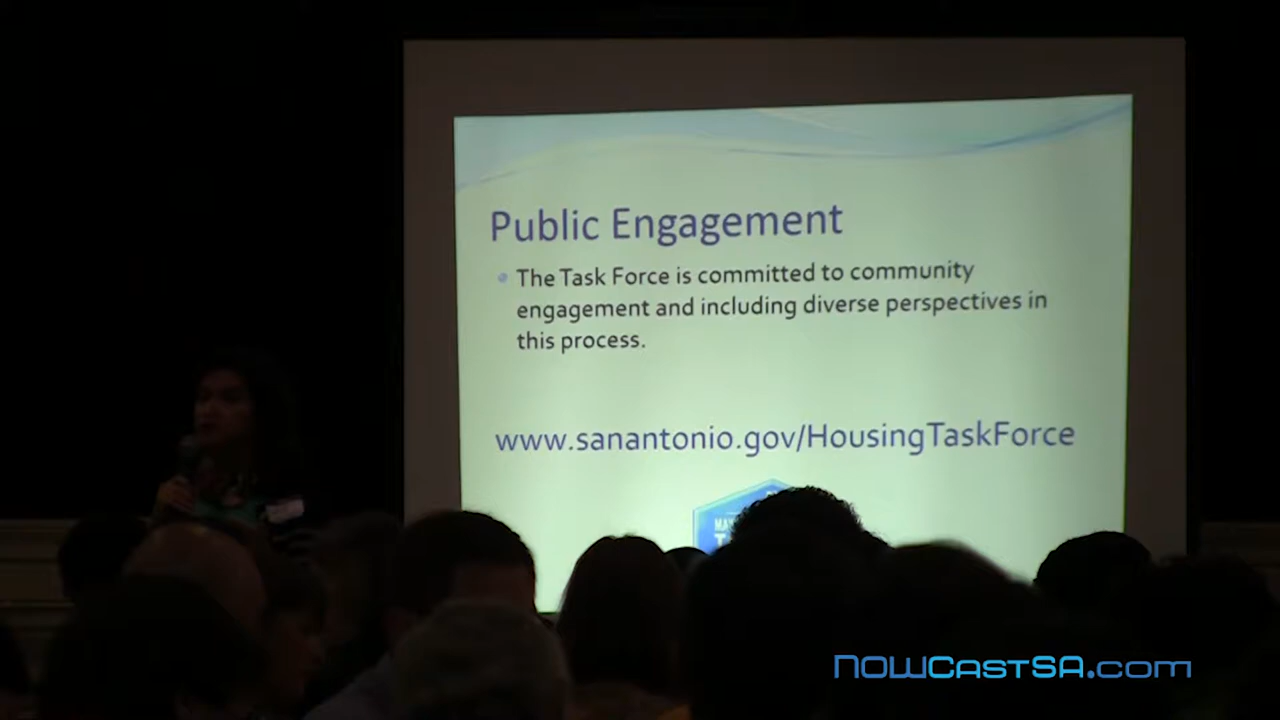 Public Engagement
The Task Force is committed to community
engagement and including diverse perspectives in
this process.
www.sanantonio.gov/HousingTaskForce
NOWCASTSA.com